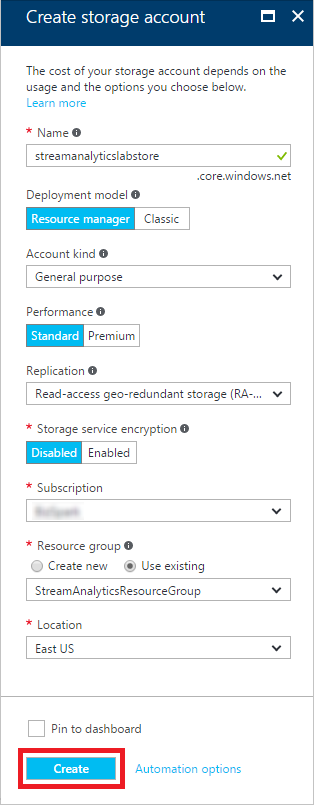 Create storage account
The cost of your storage account depends on the
usage and the options you choose below.
Learn more
* Name
streamanalyticslabstore
.core.windows.net
Deployment model
Resource manager Classic
Account kind
General purpose
Performance
Standard Premium
Replication
Read-access geo-redundant storage (RA-...
* Storage service encryption
Disabled Enabled
* Subscription
* Resource group
Create new Use existing
StreamAnalyticsResourceGroup
* Location
East US
Pin to dashboard
Create Automation options